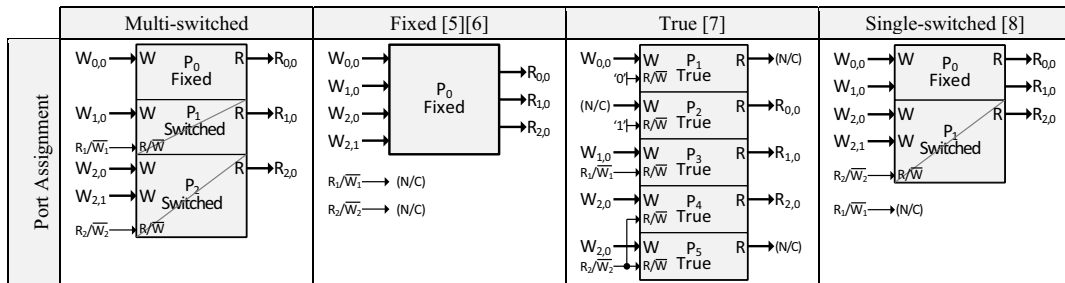 Multi-switched
Fixed [5][6]
True [7]
Single-switched [8]
Port Assignment
W0,0 W P0 Fixed R R0,0
W1,0 W P1 Switched R R1,0
R1/W̅1 R/W̅
W2,0 W P2 Switched R R2,0
W2,1 W
R2/W̅2 R/W̅
W0,0
W1,0
W2,0
W2,1
P0
Fixed
R0,0
R1,0
R2,0
R1/W̅1 (N/C)
R2/W̅2 (N/C)
W0,0 W P1 R (N/C)
'0' R/W̅ True
(N/C) W P2 R R0,0
'1' R/W̅ True
W1,0 W P3 R R1,0
R1/W̅1 R/W̅ True
W2,0 W P4 R R2,0
R/W̅ True
W2,0 W P5 R (N/C)
R2/W̅2 R/W̅ True
W0,0 W P0 R R0,0
W1,0 W Fixed R R1,0
W2,0 W P1 R R2,0
W2,1 W Switched
R2/W̅2 R/W̅
R1/W̅1 (N/C)